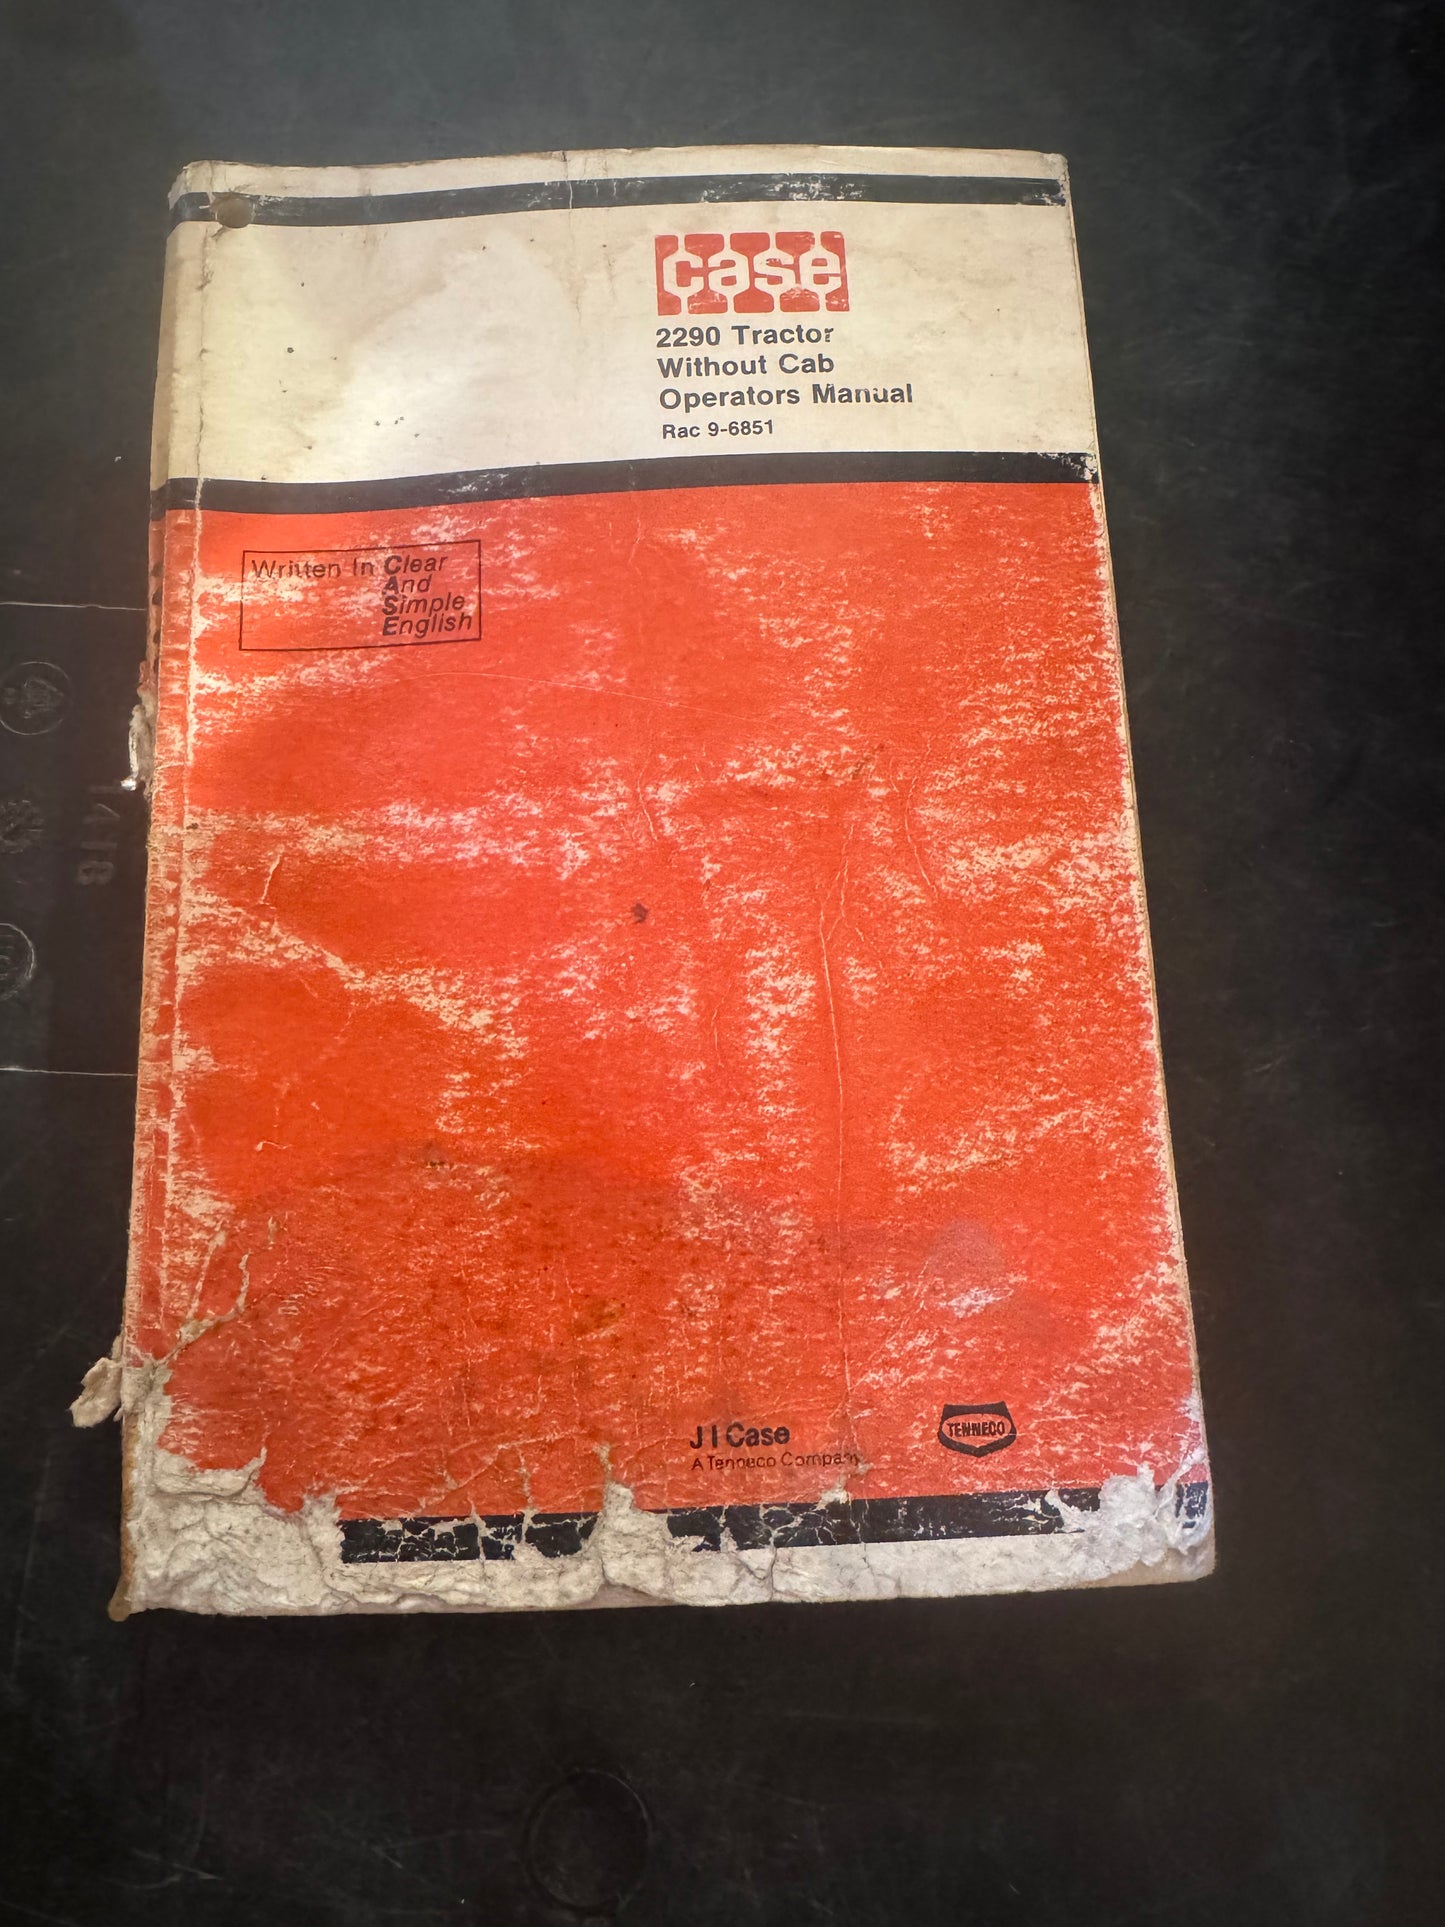 case
2290 Tractor
Without Cab
Operators Manual
Rac 9-6851
Written In Clear
And
Simple
English
J I Case
A Tenneco Company
TENNECO